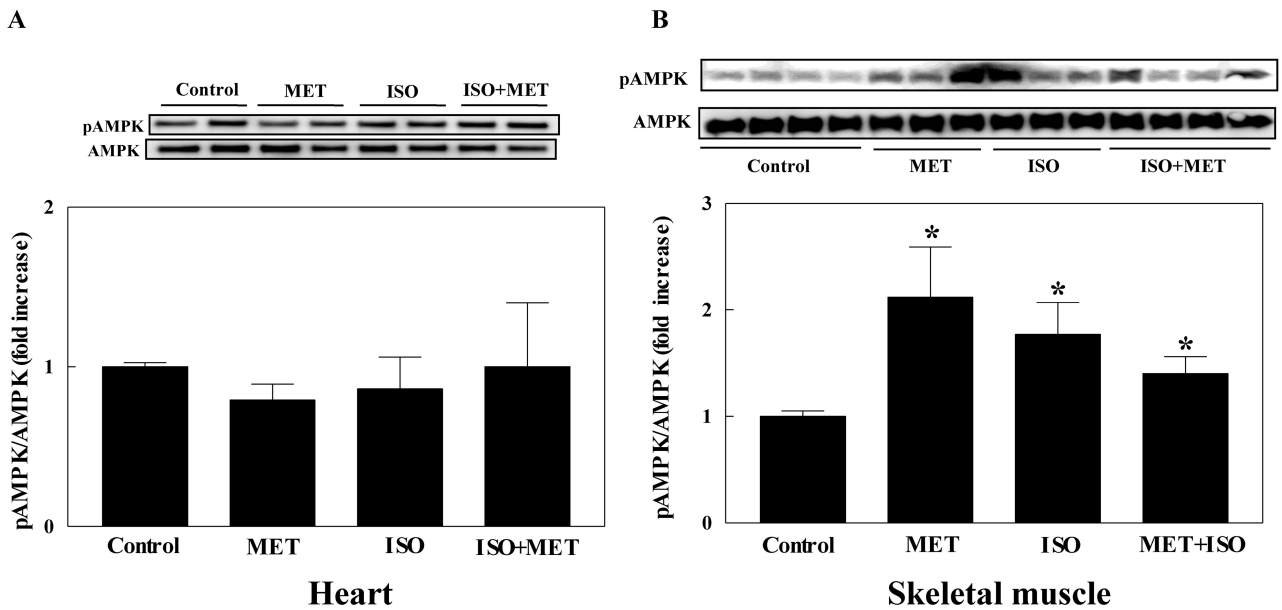 A
Control MET ISO ISO+MET
pAMPK
AMPK
pAMPK/AMPK (fold increase)
2
1
0
Control MET ISO ISO+MET
Heart
B
pAMPK
AMPK
Control MET ISO ISO+MET
pAMPK/AMPK (fold increase)
3
2
1
0
* * *
Control MET ISO MET+ISO
Skeletal muscle